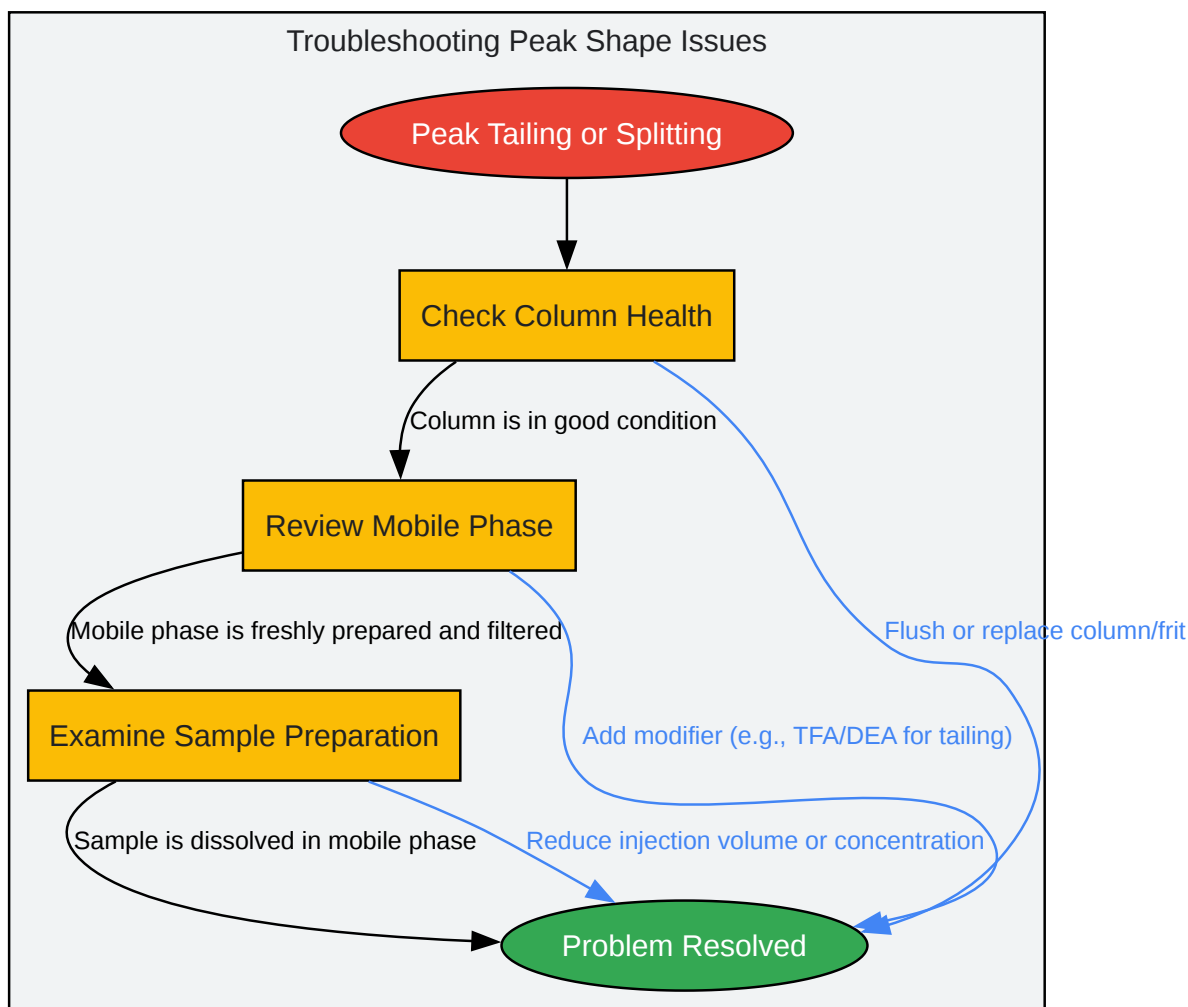 Troubleshooting Peak Shape Issues
Peak Tailing or Splitting
Check Column Health
Column is in good condition
Review Mobile Phase
Mobile phase is freshly prepared and filtered
Flush or replace column/frit
Examine Sample Preparation
Add modifier (e.g., TFA/DEA for tailing)
Sample is dissolved in mobile phase
Reduce injection volume or concentration
Problem Resolved